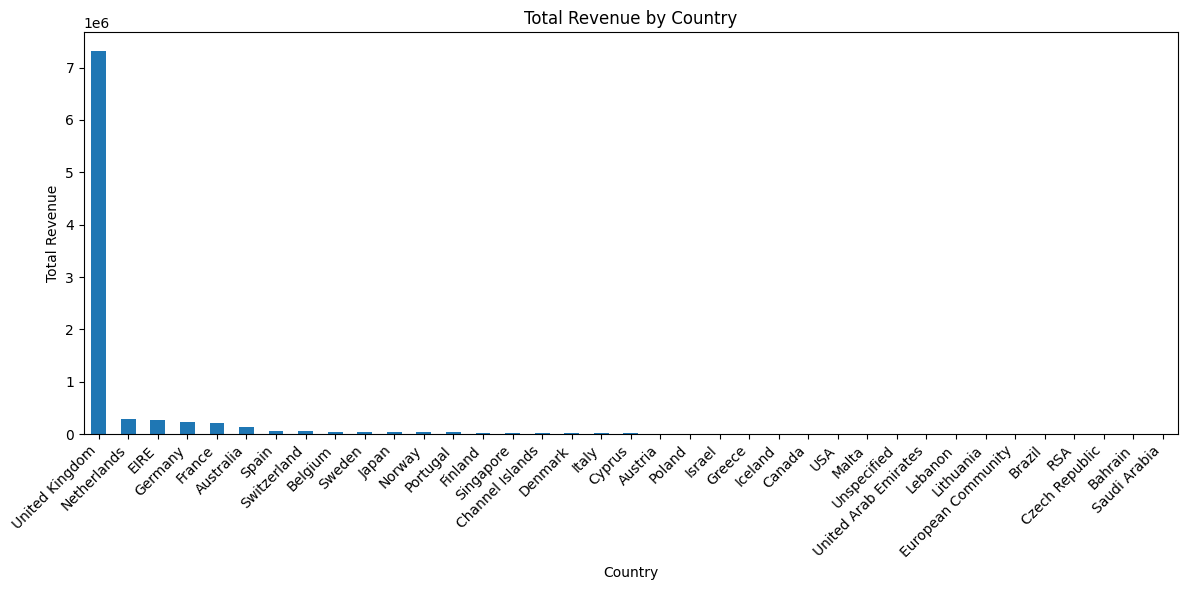 Total Revenue by Country
1e6
Total Revenue
7
6
5
4
3
2
1
0
United Kingdom
Netherlands
EIRE
Germany
France
Australia
Spain
Switzerland
Belgium
Sweden
Japan
Norway
Portugal
Finland
Singapore
Channel Islands
Denmark
Italy
Cyprus
Austria
Poland
Israel
Greece
Iceland
Canada
USA
Malta
Unspecified
United Arab Emirates
Lebanon
Lithuania
European Community
Brazil
RSA
Czech Republic
Bahrain
Saudi Arabia
Country